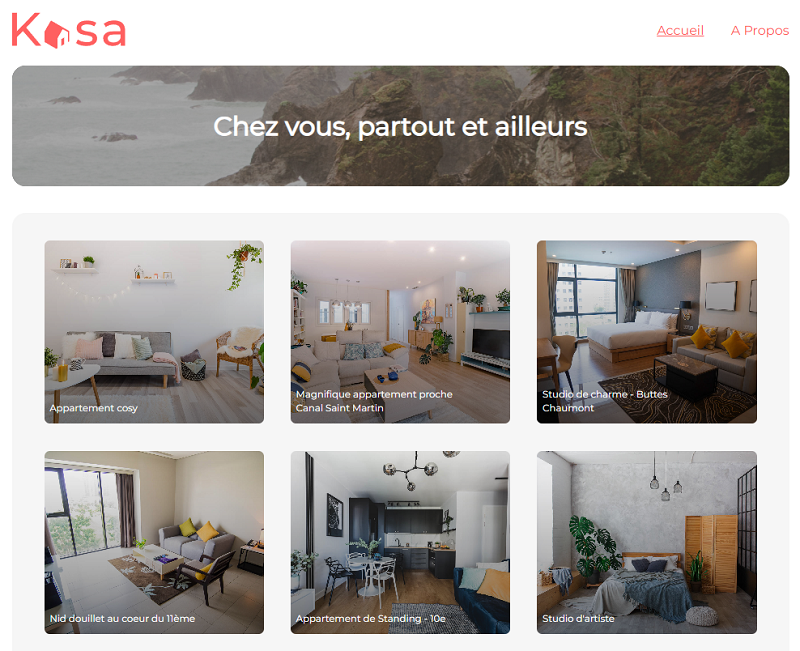 Kasa
Accueil
A Propos
Chez vous, partout et ailleurs
Appartement cosy
Magnifique appartement proche
Canal Saint Martin
Studio de charme - Buttes
Chaumont
Nid douillet au coeur du 11ème
Appartement de Standing - 10e
Studio d'artiste